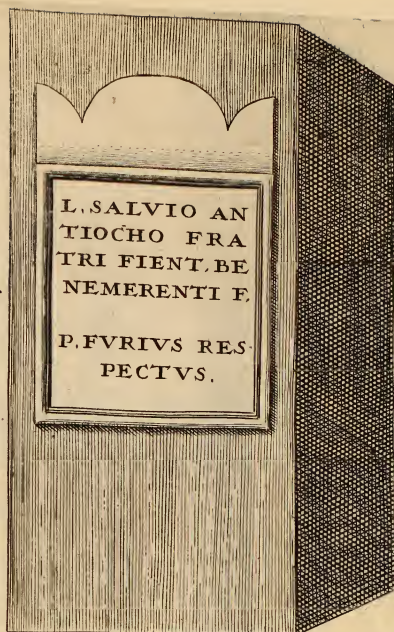 L. SALVIO AN
TIOCHO FRA
TRI FIENT. BE
NEMERENTI F.
P. FVRIVS RES
PECTVS.